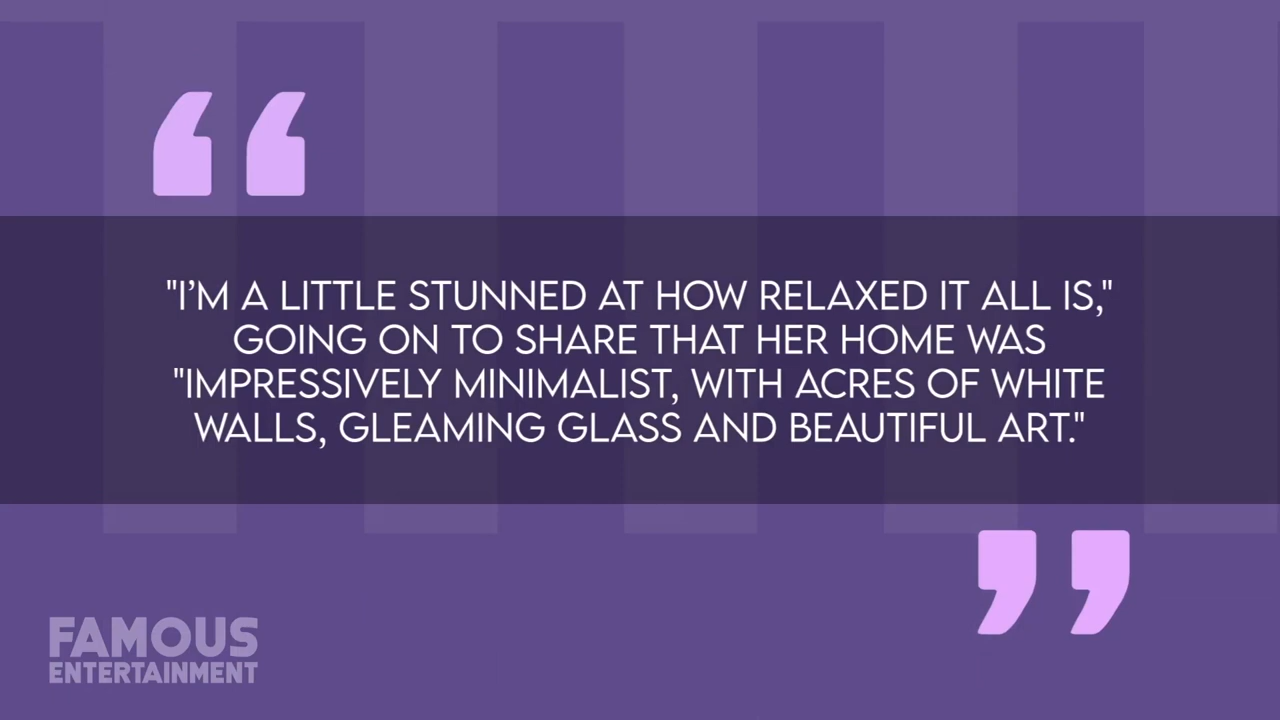 "I’M A LITTLE STUNNED AT HOW RELAXED IT ALL IS,"
GOING ON TO SHARE THAT HER HOME WAS
"IMPRESSIVELY MINIMALIST, WITH ACRES OF WHITE
WALLS, GLEAMING GLASS AND BEAUTIFUL ART."
FAMOUS
ENTERTAINMENT